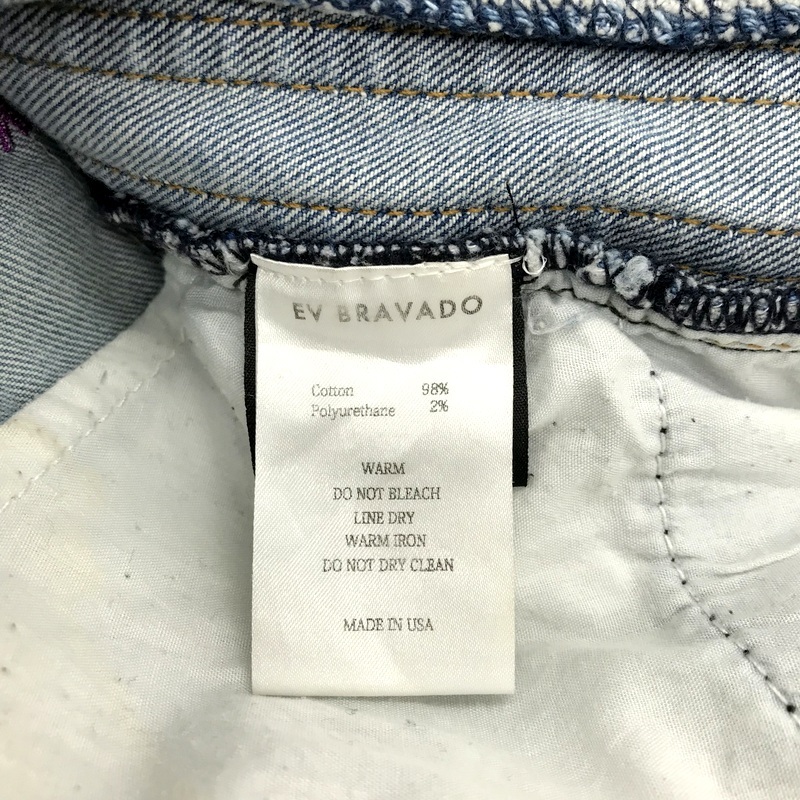 EV BRAVADO
Cotton 98%
Polyurethane 2%
WARM
DO NOT BLEACH
LINE DRY
WARM IRON
DO NOT DRY CLEAN
MADE IN USA